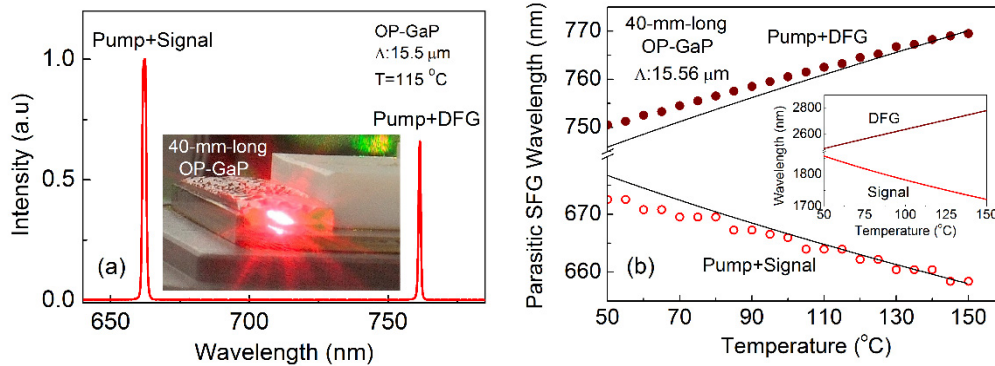 Intensity (a.u)
1.0
0.5
0.0
Pump+Signal
OP-GaP
Λ:15.5 μm
T=115 °C
Pump+DFG
40-mm-long
OP-GaP
(a)
650
700
750
Wavelength (nm)
Parasitic SFG Wavelength (nm)
770
760
750
670
660
40-mm-long
OP-GaP
Λ:15.56 μm
Pump+DFG
Wavelength (nm)
2800
2600
1800
1700
DFG
Signal
50
100
150
Temperature (°C)
(b)
Pump+Signal
50
70
90
110
130
150
Temperature (°C)